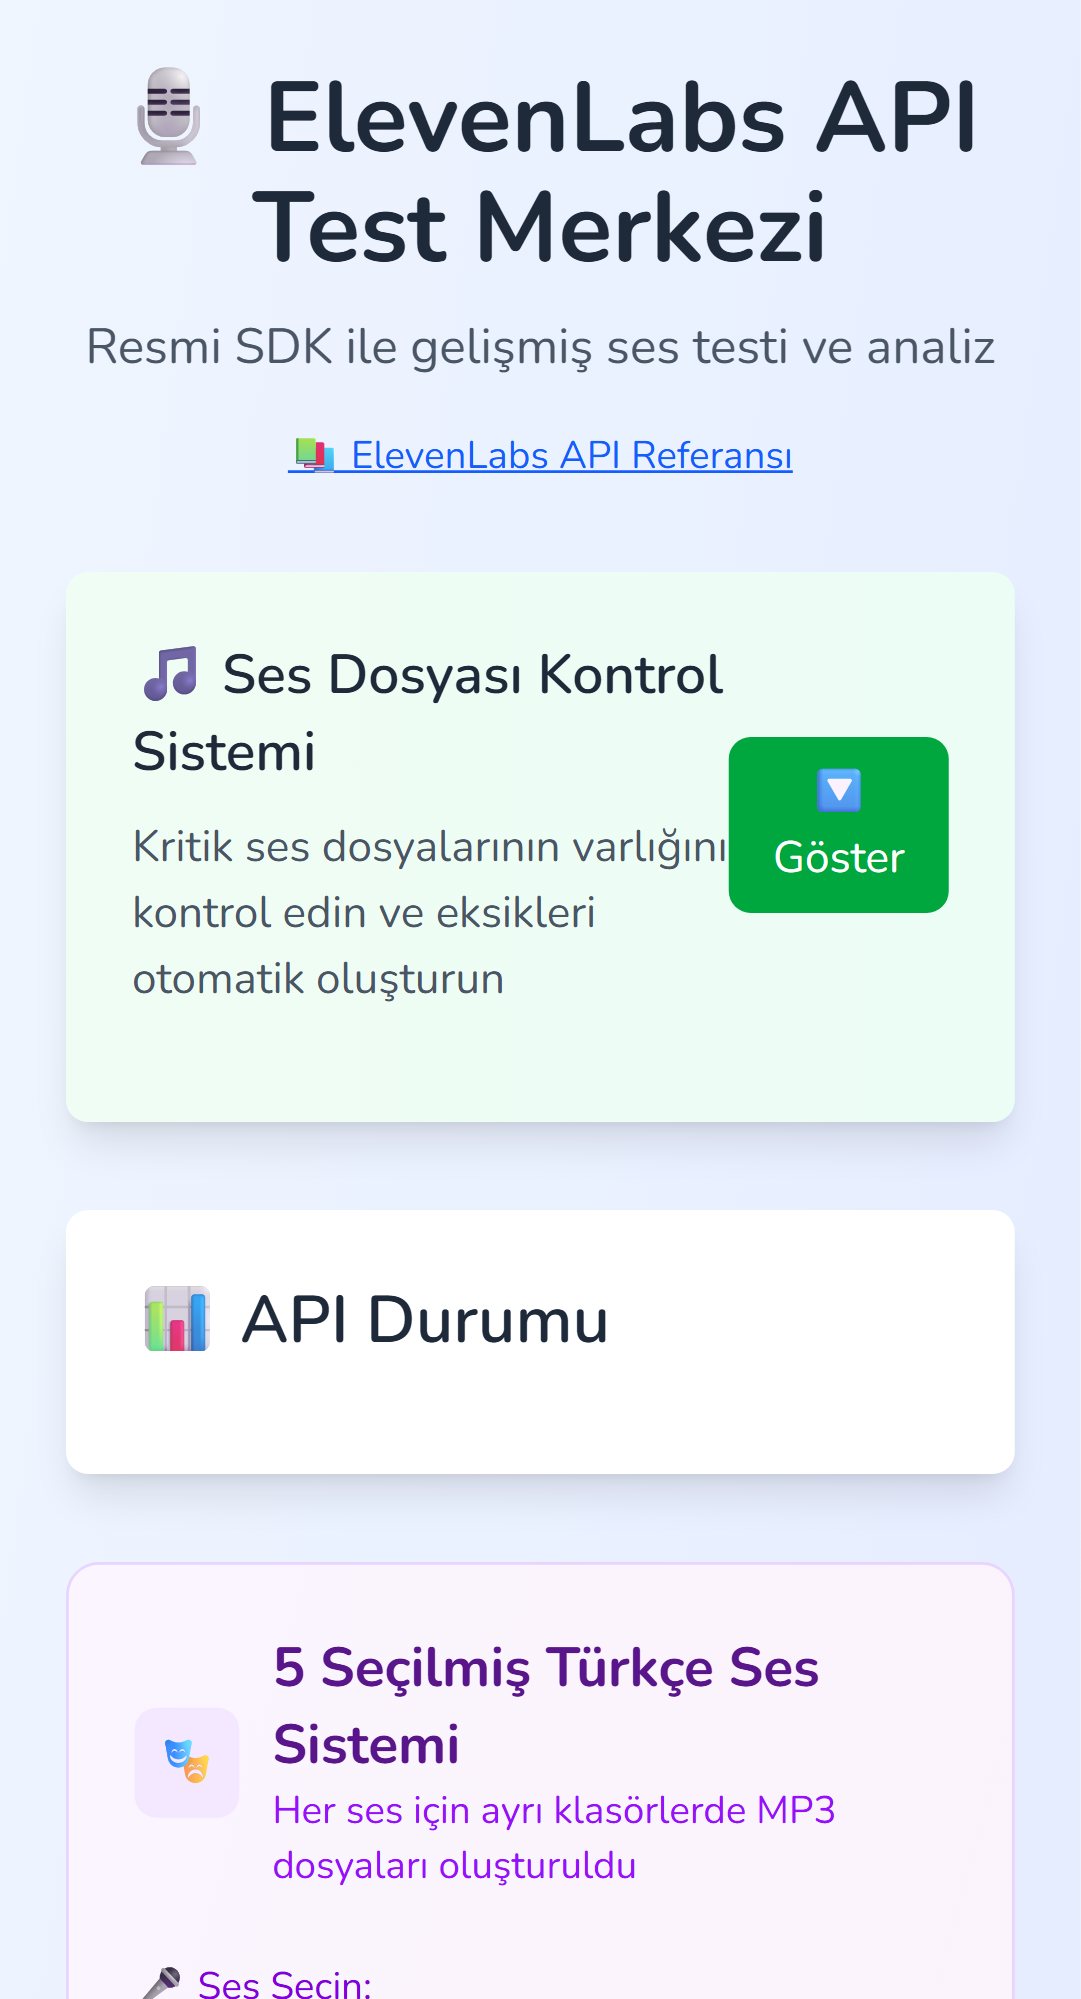 ElevenLabs API
Test Merkezi
Resmi SDK ile gelişmiş ses testi ve analiz
ElevenLabs API Referansı
Ses Dosyası Kontrol
Sistemi
Kritik ses dosyalarının varlığını
kontrol edin ve eksikleri
otomatik oluşturun
Göster
API Durumu
5 Seçilmiş Türkçe Ses
Sistemi
Her ses için ayrı klasörlerde MP3
dosyaları oluşturuldu
Ses Seçin: